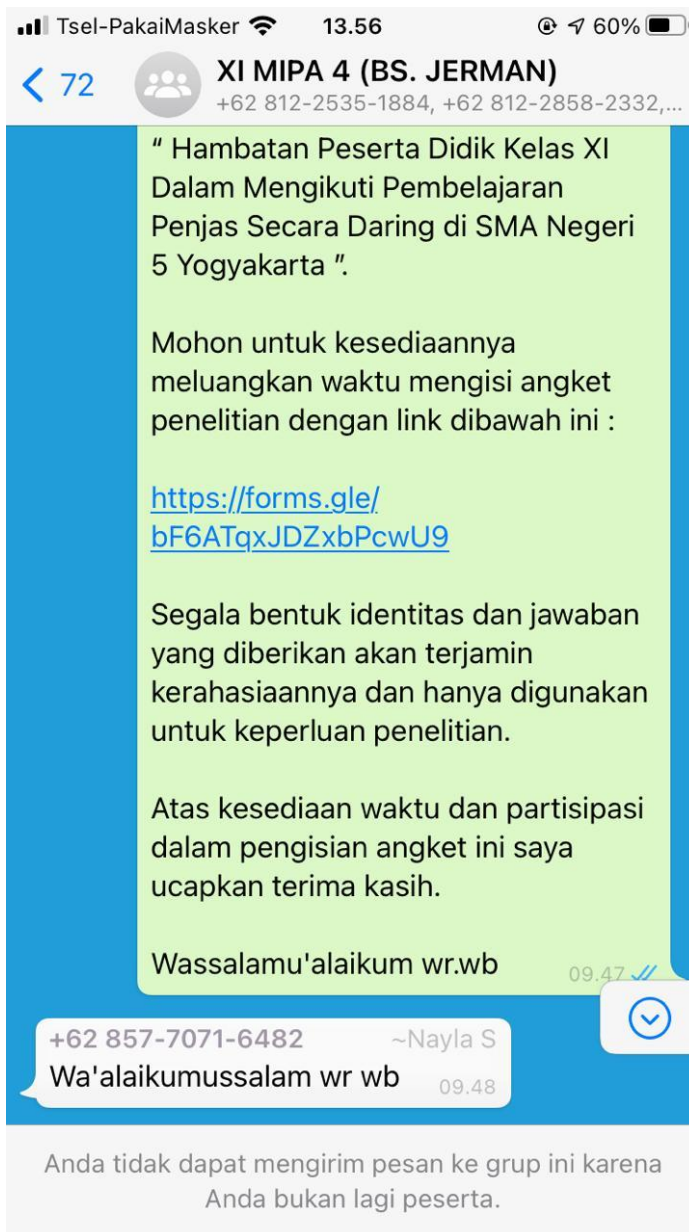 Tsel-PakaiMasker 13.56 60%
72 XI MIPA 4 (BS. JERMAN)
+62 812-2535-1884, +62 812-2858-2332,...
“ Hambatan Peserta Didik Kelas XI
Dalam Mengikuti Pembelajaran
Penjas Secara Daring di SMA Negeri
5 Yogyakarta ”.
Mohon untuk kesediaannya
meluangkan waktu mengisi angket
penelitian dengan link dibawah ini :
https://forms.gle/
bF6ATqxJDZxbPcwU9
Segala bentuk identitas dan jawaban
yang diberikan akan terjamin
kerahasiaannya dan hanya digunakan
untuk keperluan penelitian.
Atas kesediaan waktu dan partisipasi
dalam pengisian angket ini saya
ucapkan terima kasih.
Wassalamu'alaikum wr.wb 09.47
+62 857-7071-6482 ~Nayla S
Wa'alaikumussalam wr wb 09.48
Anda tidak dapat mengirim pesan ke grup ini karena
Anda bukan lagi peserta.